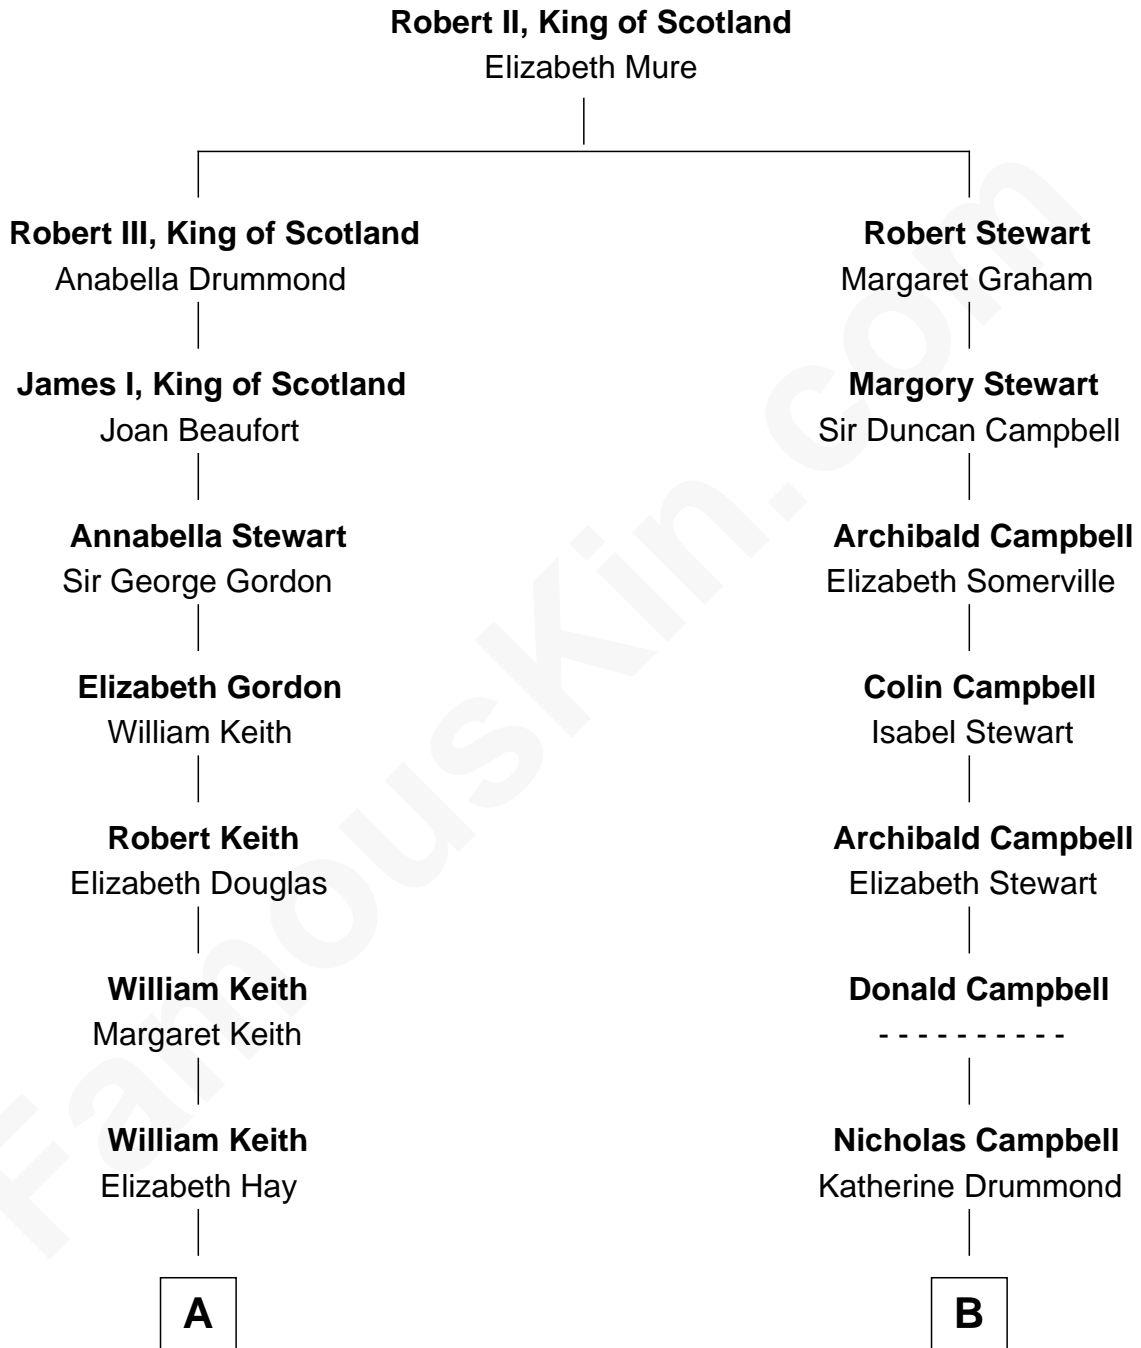 Robert II, King of Scotland
Elizabeth Mure
Robert III, King of Scotland
Anabella Drummond
Robert Stewart
Margaret Graham
James I, King of Scotland
Joan Beaufort
Margory Stewart
Sir Duncan Campbell
Annabella Stewart
Sir George Gordon
Archibald Campbell
Elizabeth Somerville
Elizabeth Gordon
William Keith
Colin Campbell
Isabel Stewart
Robert Keith
Elizabeth Douglas
Archibald Campbell
Elizabeth Stewart
William Keith
Margaret Keith
Donald Campbell
- - - - - - - - - -
William Keith
Elizabeth Hay
Nicholas Campbell
Katherine Drummond
A
B
FamousKin.com